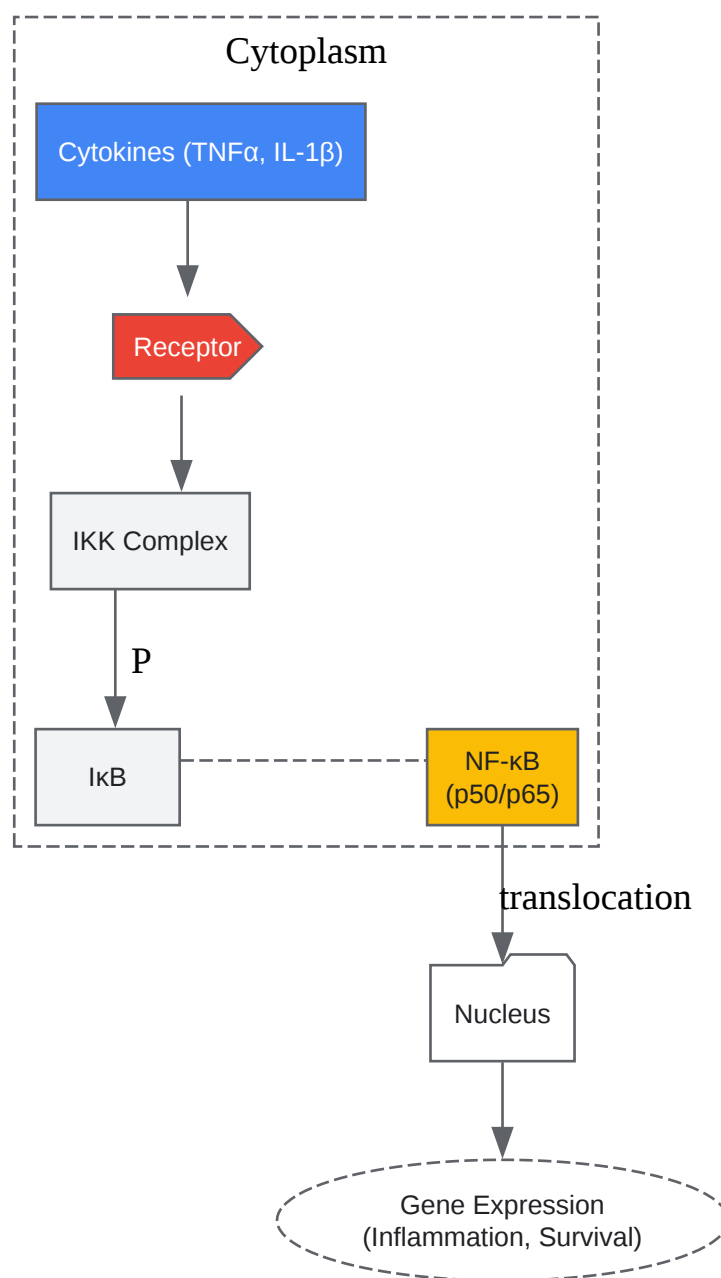 Cytoplasm
Cytokines (TNFα, IL-1β)
Receptor
IKK Complex
P
IκB
NF-κB
(p50/p65)
translocation
Nucleus
Gene Expression
(Inflammation, Survival)